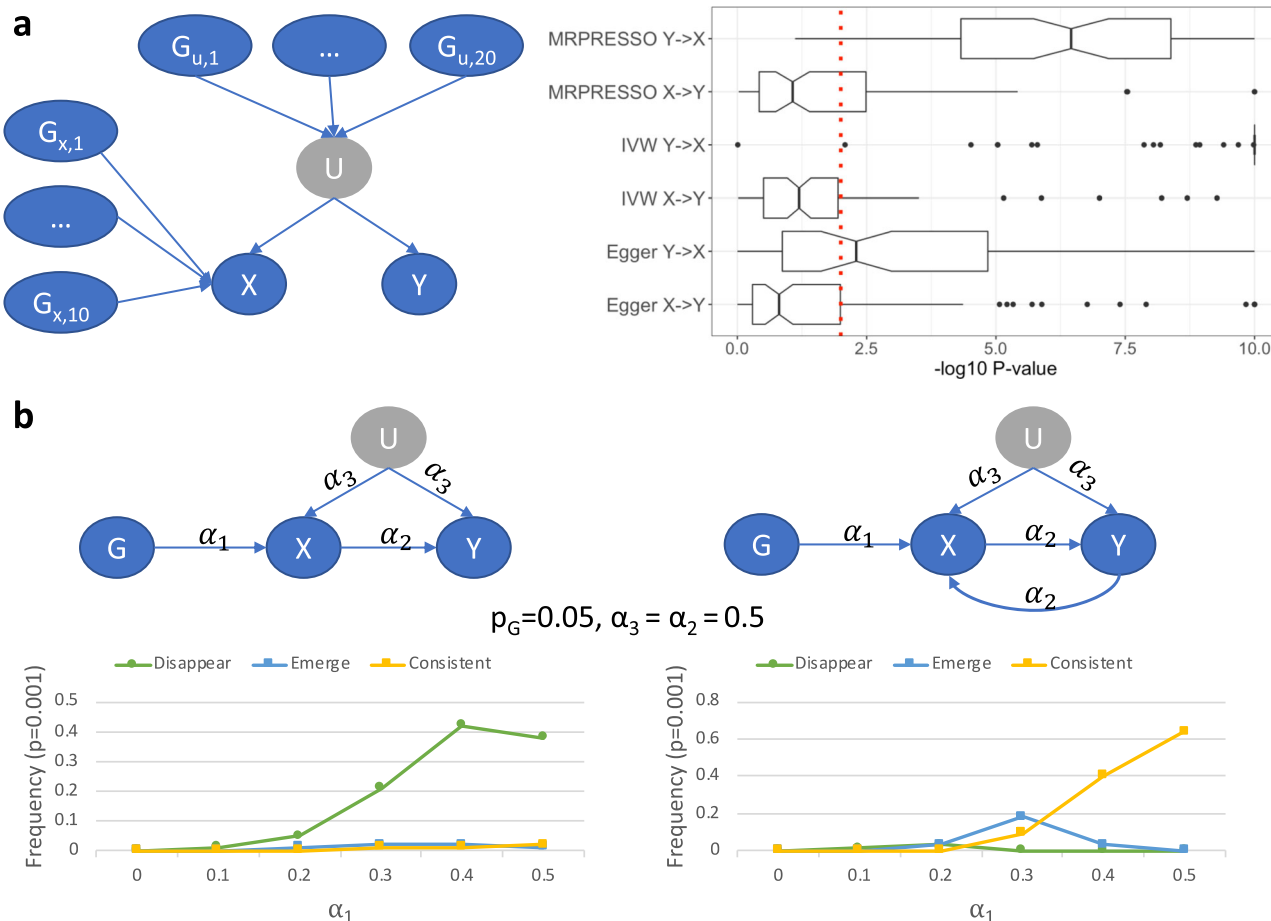 a
G_u,1
...
G_u,20
G_x,1
...
G_x,10
U
X
Y
MRPRESSO Y->X
MRPRESSO X->Y
IVW Y->X
IVW X->Y
Egger Y->X
Egger X->Y
0.0 2.5 5.0 7.5 10.0
-log10 P-value
b
U
α3 α3
G α1 X α2 Y
U
α3 α3
G α1 X α2 Y
α2
pG=0.05, α3 = α2 = 0.5
Disappear Emerge Consistent
Frequency (p=0.001)
0.5
0.4
0.3
0.2
0.1
0
0 0.1 0.2 0.3 0.4 0.5
α1
Disappear Emerge Consistent
Frequency (p=0.001)
0.8
0.6
0.4
0.2
0
0 0.1 0.2 0.3 0.4 0.5
α1